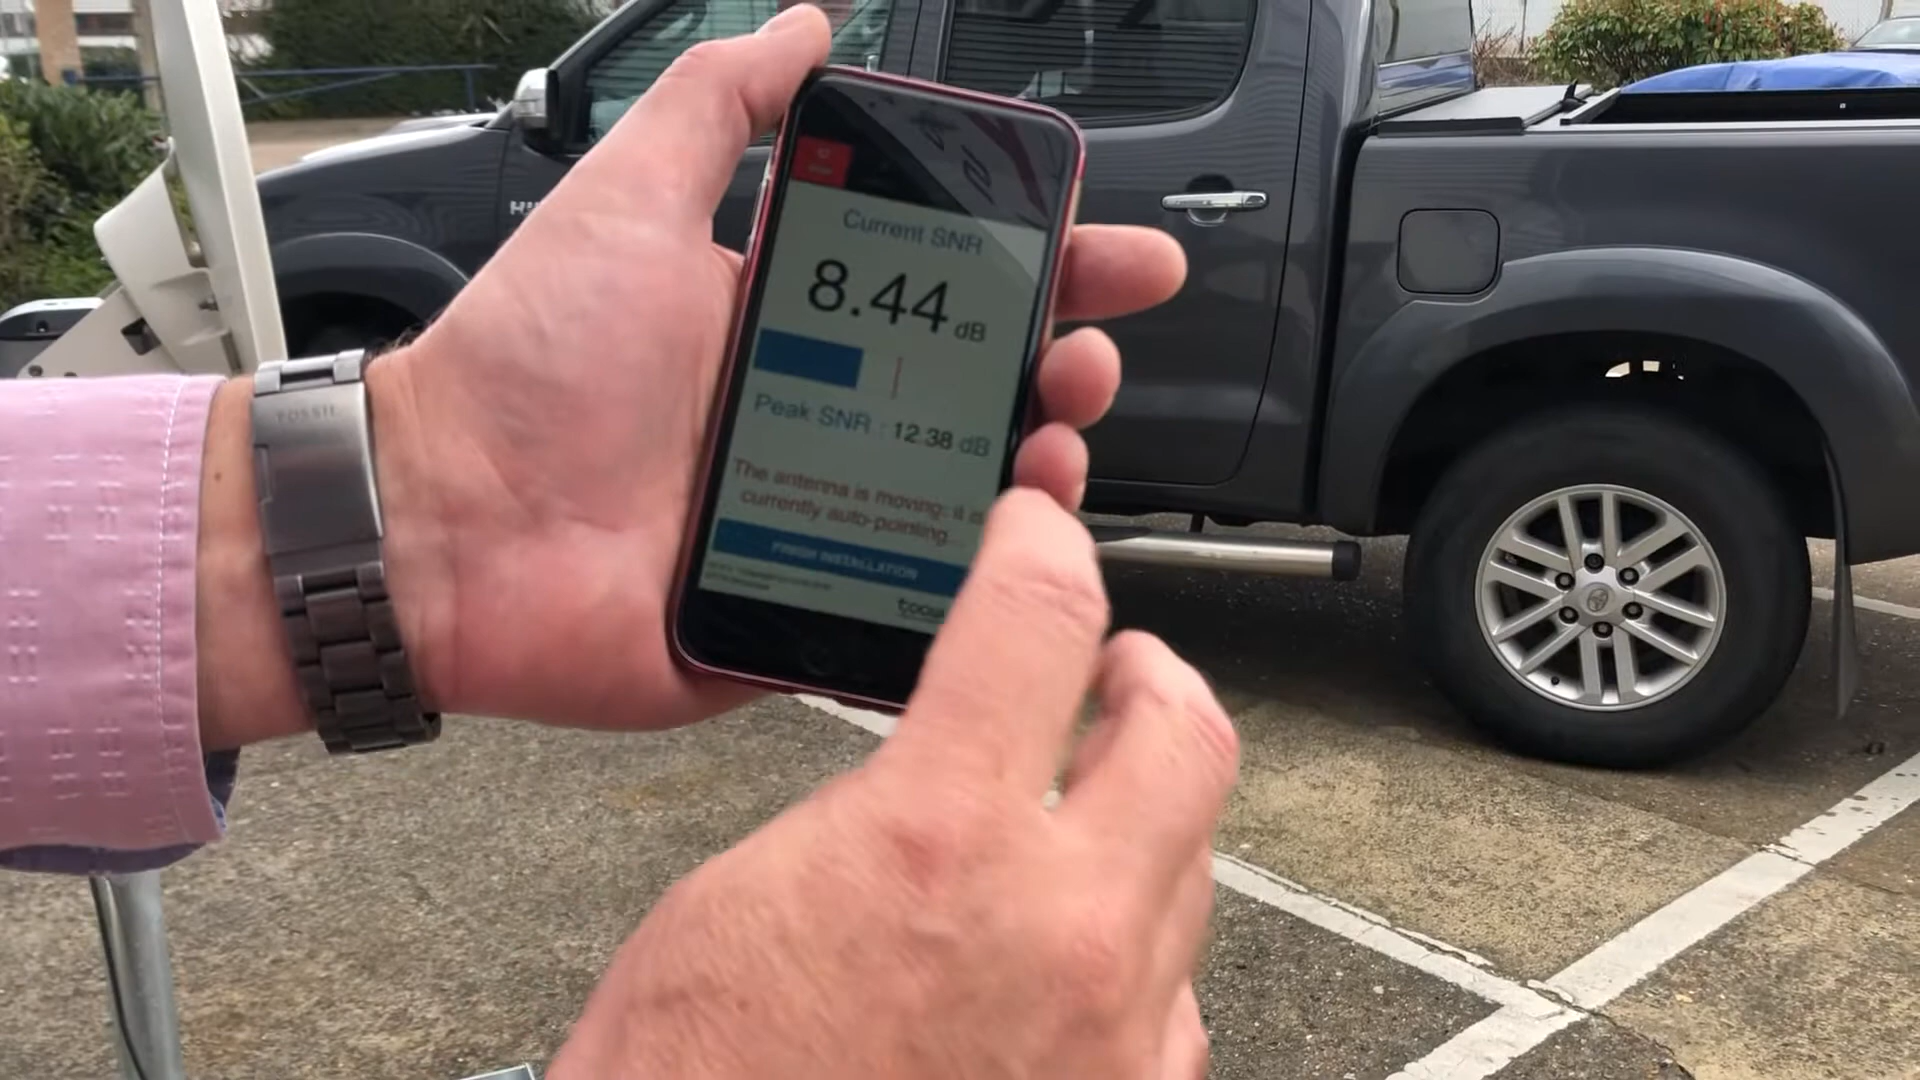 Current SNR
8.44 dB
Peak SNR : 12.38 dB
The antenna is moving: it is
currently auto-pointing...
FINISH INSTALLATION
FOSSIL